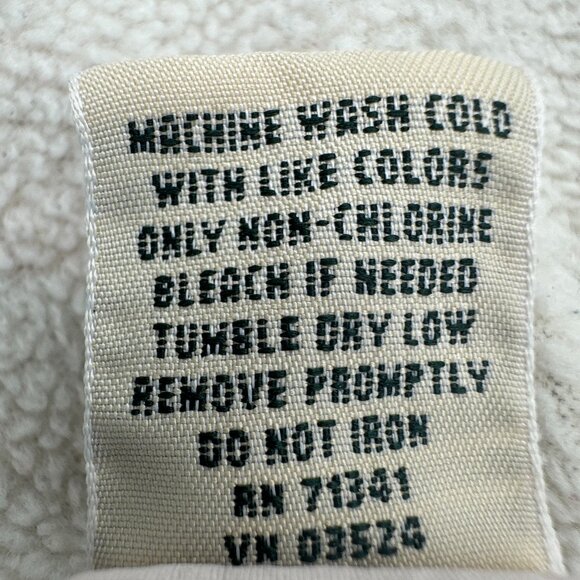 MACHINE WASH COLD
WITH LIKE COLORS
ONLY NON-CHLORINE
BLEACH IF NEEDED
TUMBLE DRY LOW
REMOVE PROMPTLY
DO NOT IRON
RN 71341
VN 03524